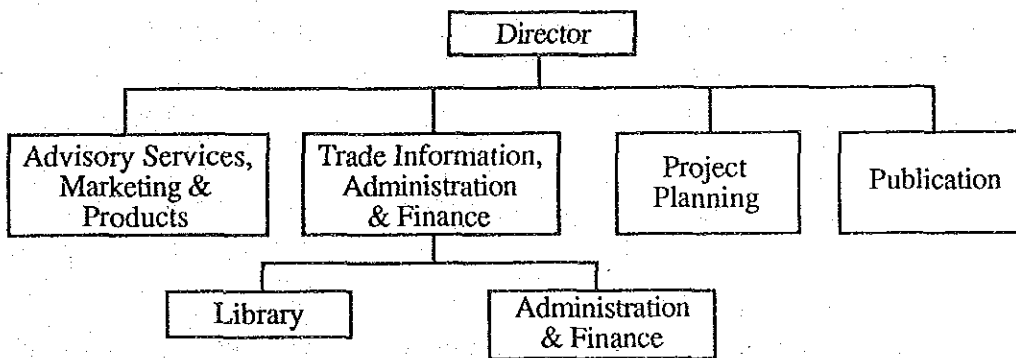 Director
Advisory Services,
Marketing &
Products
Trade Information,
Administration
& Finance
Project
Planning
Publication
Library
Administration
& Finance